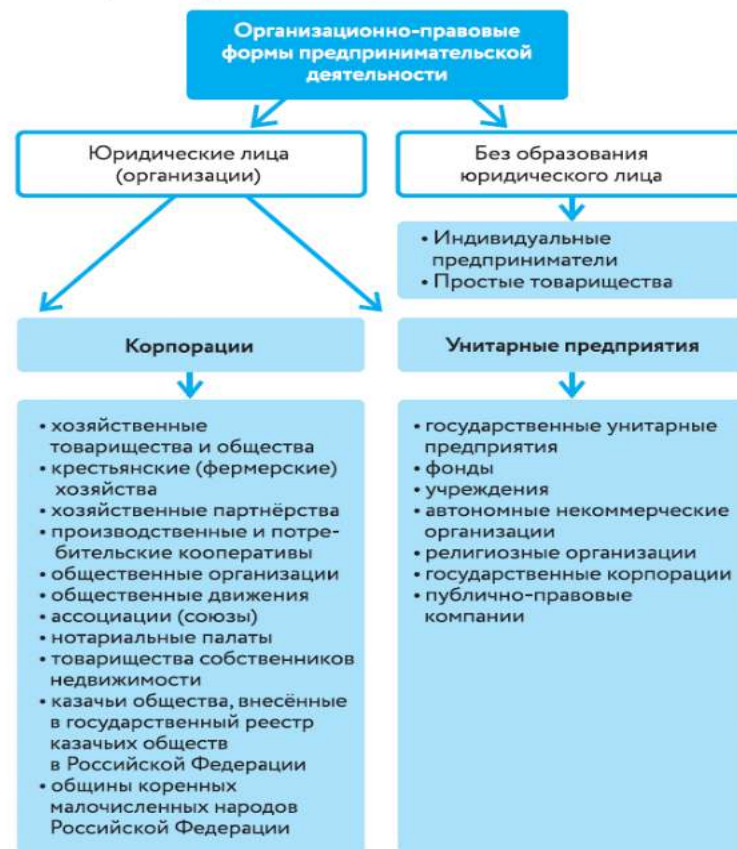 Организационно-правовые
формы предпринимательской
деятельности
Юридические лица
(организации)
Без образования
юридического лица
• Индивидуальные
предприниматели
• Простые товарищества
Корпорации
• хозяйственные
товарищества и общества
• крестьянские (фермерские)
хозяйства
• хозяйственные партнёрства
• производственные и потре-
бительские кооперативы
• общественные организации
• общественные движения
• ассоциации (союзы)
• нотариальные палаты
• товарищества собственников
недвижимости
• казачьи общества, внесённые
в государственный реестр
казачьих обществ
в Российской Федерации
• общины коренных
малочисленных народов
Российской Федерации
Унитарные предприятия
• государственные унитарные
предприятия
• фонды
• учреждения
• автономные некоммерческие
организации
• религиозные организации
• государственные корпорации
• публично-правовые
компании